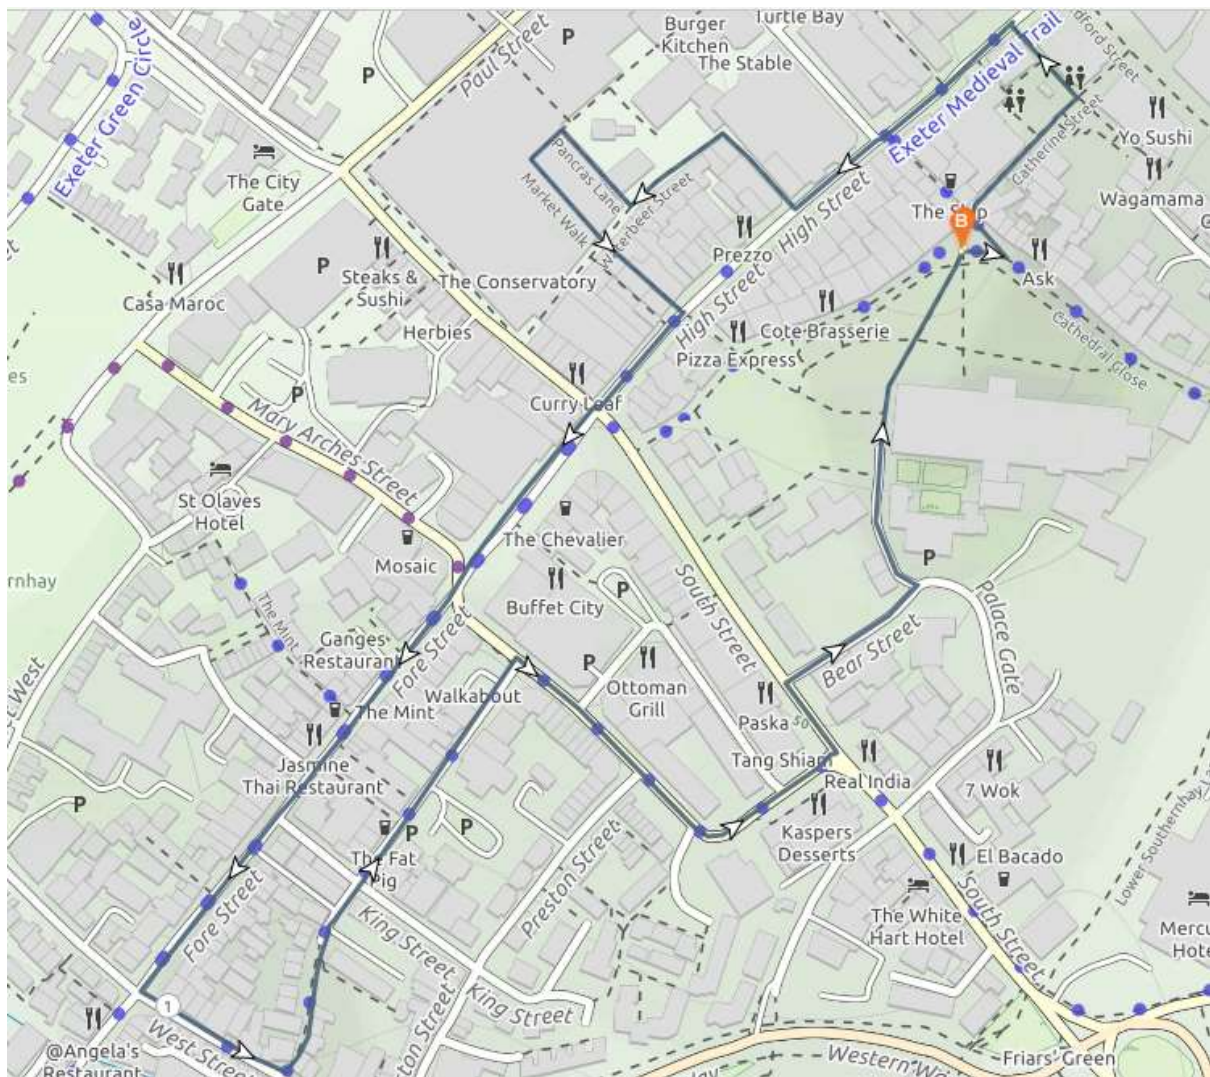 Burger
Kitchen
Turtle Bay
The Stable
Exeter Green Circle
Paul Street
P
P
Exeter Medieval Trail
Yo Sushi
Catherine Street
Wagamama
The City
Gate
Pancras Lane
Market Walk
High Street
B
Prezzo
Ask
Casa Maroc
P
Steaks &
Sushi
The Conservatory
Herbies
High Street
Cote Brasserie
Pizza Express
Cathedral Close
P
Curry Leaf
Mary Arches Street
St Olaves
Hotel
Mosaic
The Chevalier
Buffet City
P
South Street
P
Palace Gate
The Mint
Ganges
Restaurant
Fore Street
Walkabout
P
Ottoman
Grill
Bear Street
Paska
The Mint
Jasmine
Thai Restaurant
Tang Shiam
Real India
7 Wok
P
P
P
The Fat
Pig
Preston Street
Kaspers
Desserts
El Bacado
Lower Southernhay
Fore Street
King Street
King Street
The White
Hart Hotel
South Street
1
West Street
@Angela's
Restaurant
Friars' Green